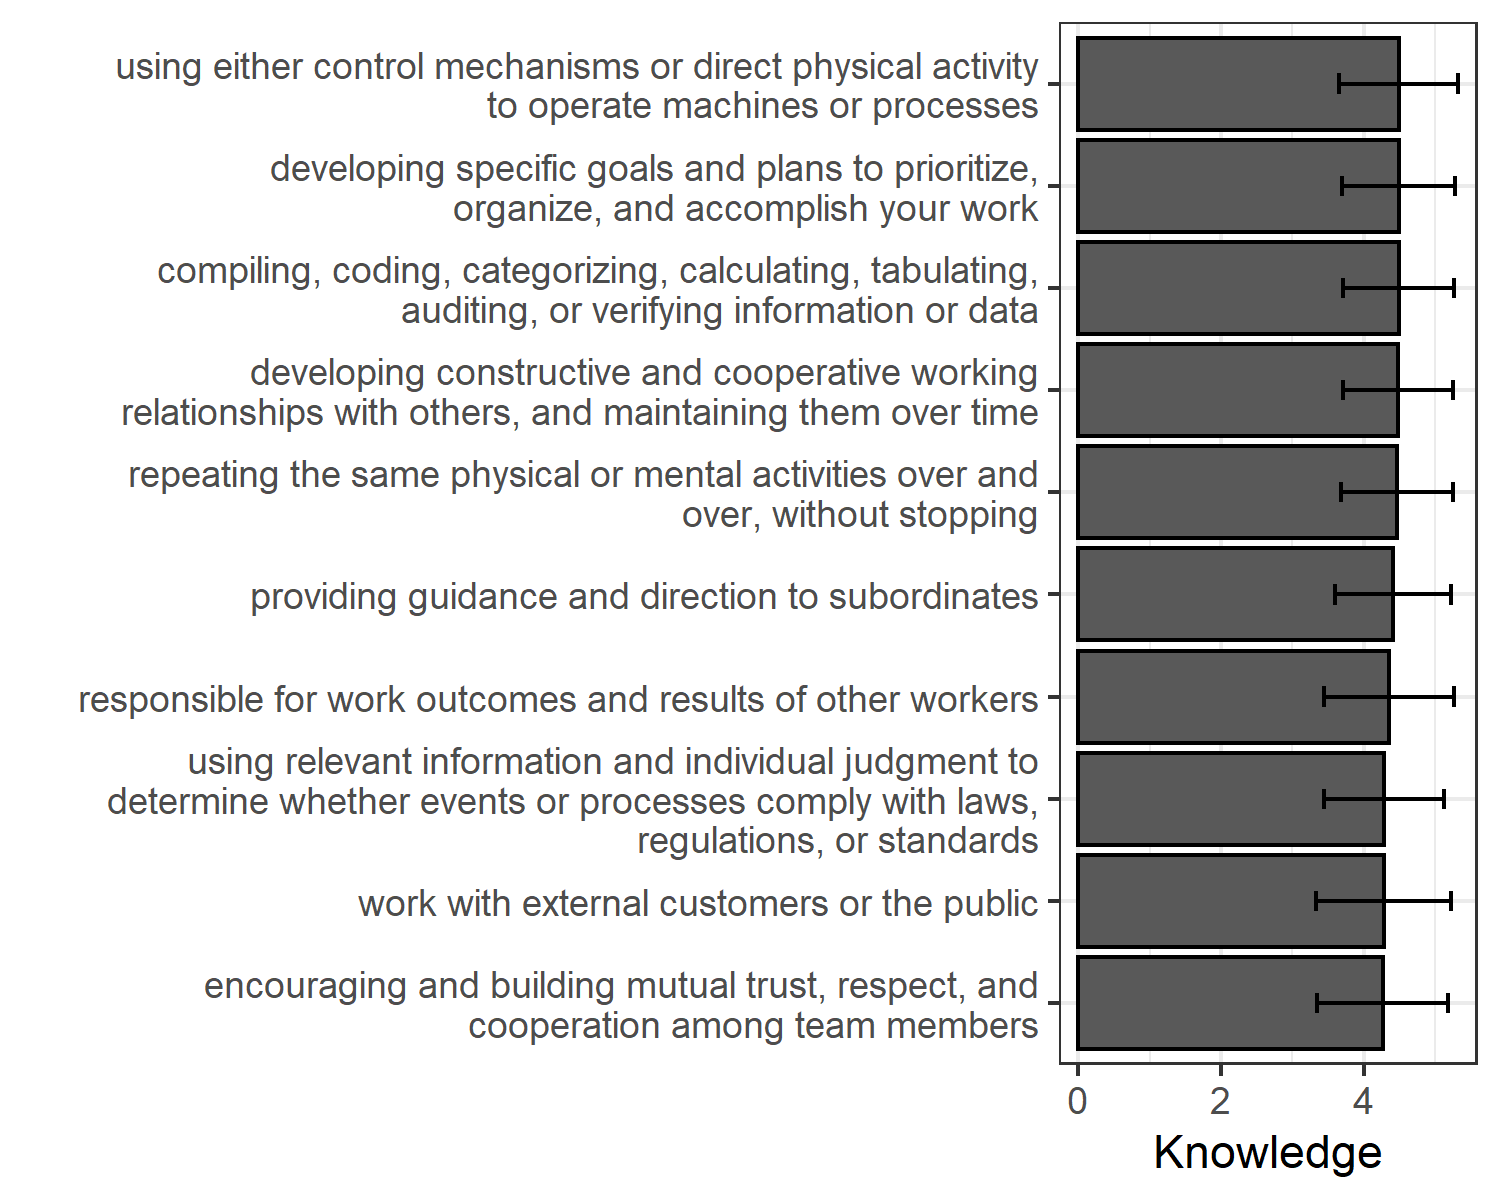 using either control mechanisms or direct physical activity
to operate machines or processes
developing specific goals and plans to prioritize,
organize, and accomplish your work
compiling, coding, categorizing, calculating, tabulating,
auditing, or verifying information or data
developing constructive and cooperative working
relationships with others, and maintaining them over time
repeating the same physical or mental activities over and
over, without stopping
providing guidance and direction to subordinates
responsible for work outcomes and results of other workers
using relevant information and individual judgment to
determine whether events or processes comply with laws,
regulations, or standards
work with external customers or the public
encouraging and building mutual trust, respect, and
cooperation among team members
0 2 4
Knowledge